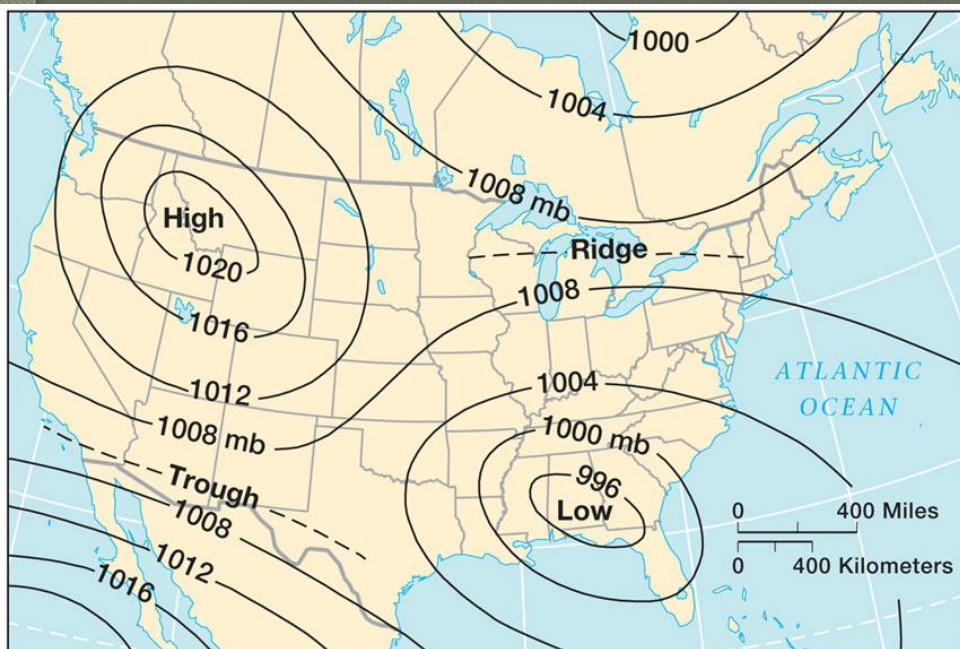 1000
1004
1008 mb
High
1020
Ridge
1008
1016
1012
1004
ATLANTIC
OCEAN
1008 mb
1000 mb
Trough
996
Low
1008
0 400 Miles
1012
0 400 Kilometers
1016